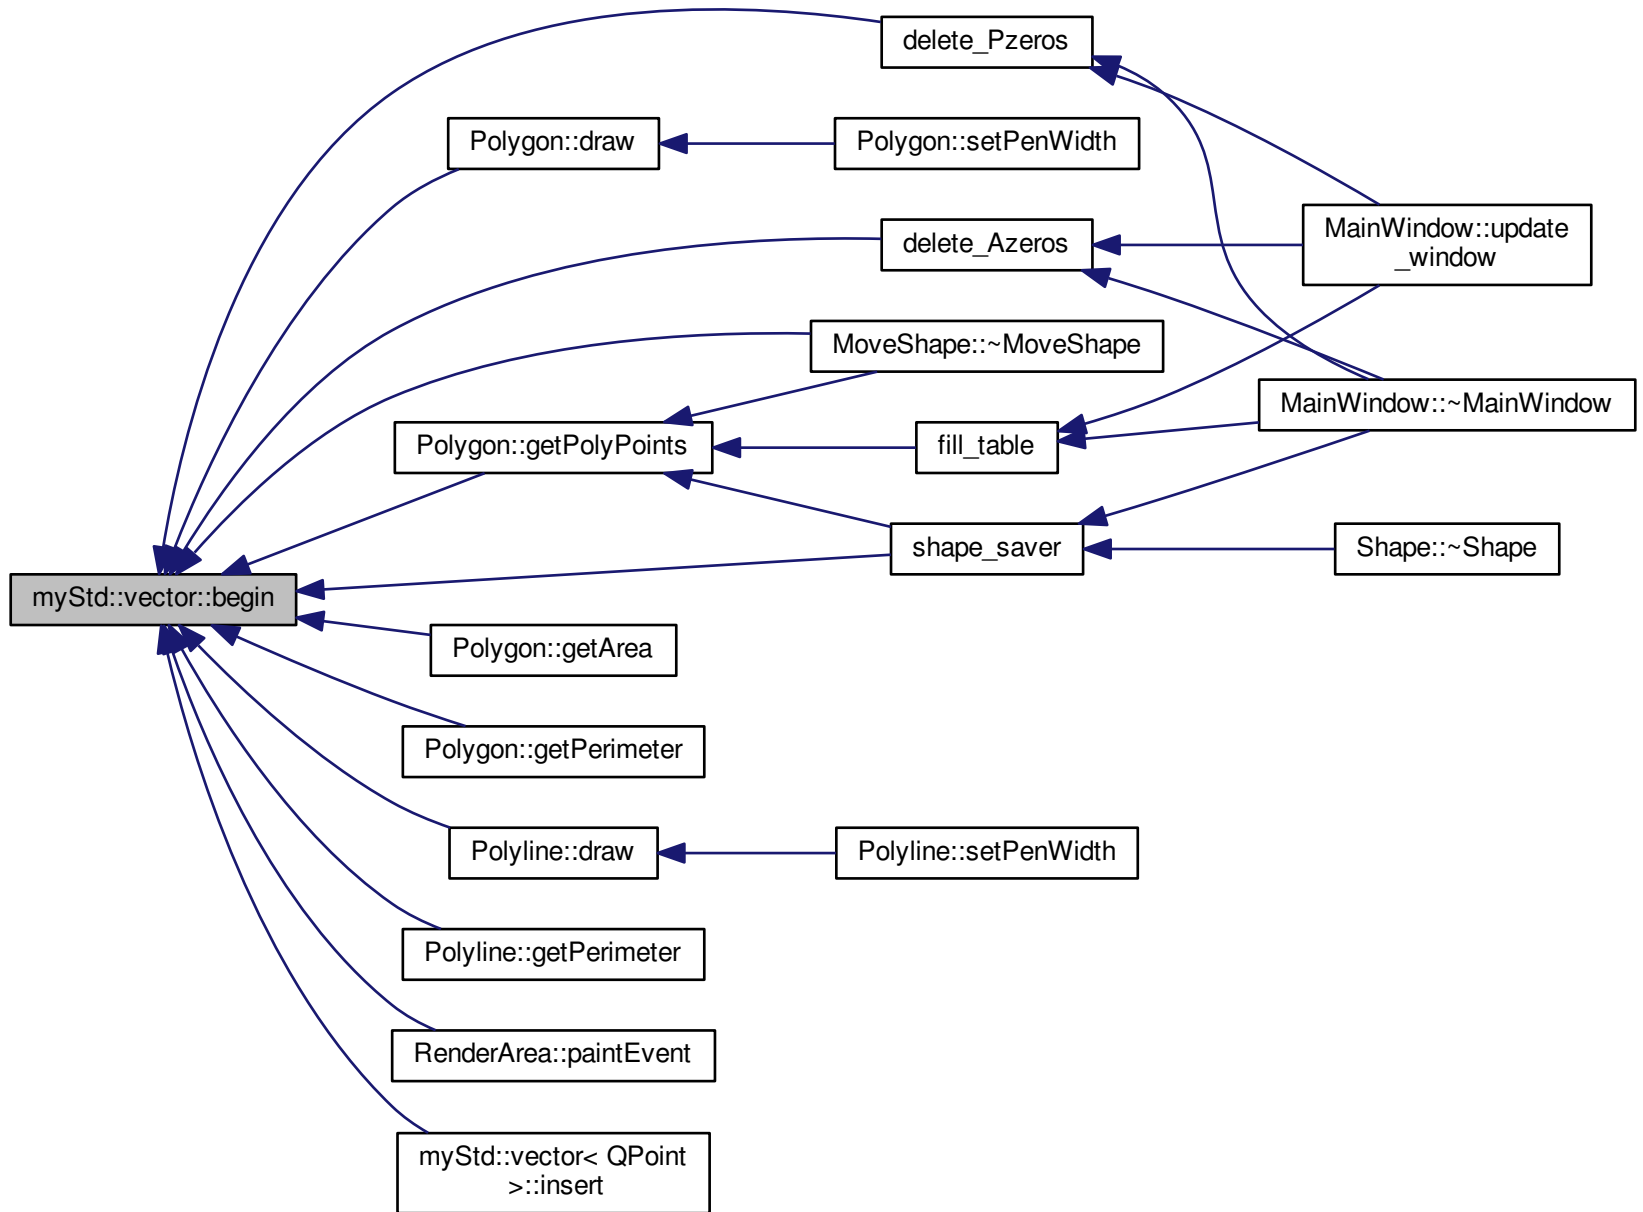 delete_Pzeros
Polygon::draw
Polygon::setPenWidth
MainWindow::update
_window
delete_Azeros
MoveShape::~MoveShape
MainWindow::~MainWindow
Polygon::getPolyPoints
fill_table
shape_saver
Shape::~Shape
myStd::vector::begin
Polygon::getArea
Polygon::getPerimeter
Polyline::draw
Polyline::setPenWidth
Polyline::getPerimeter
RenderArea::paintEvent
myStd::vector< QPoint
>::insert